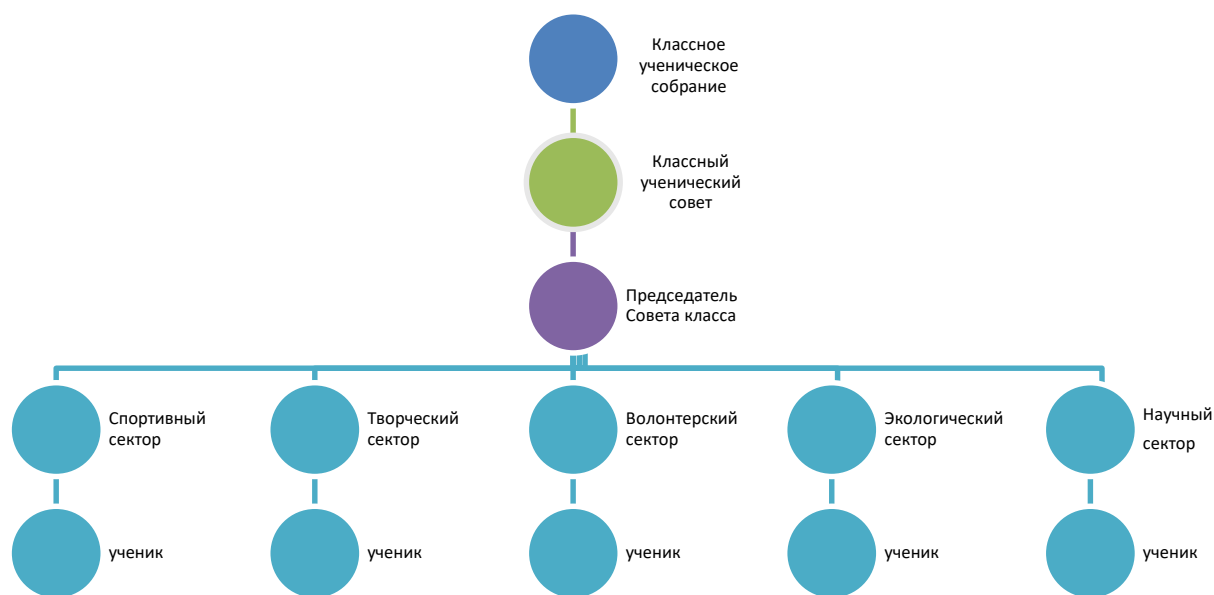 Классное
ученическое
собрание
Классный
ученический
совет
Председатель
Совета класса
Спортивный
сектор
Творческий
сектор
Волонтерский
сектор
Экологический
сектор
Научный
сектор
ученик
ученик
ученик
ученик
ученик